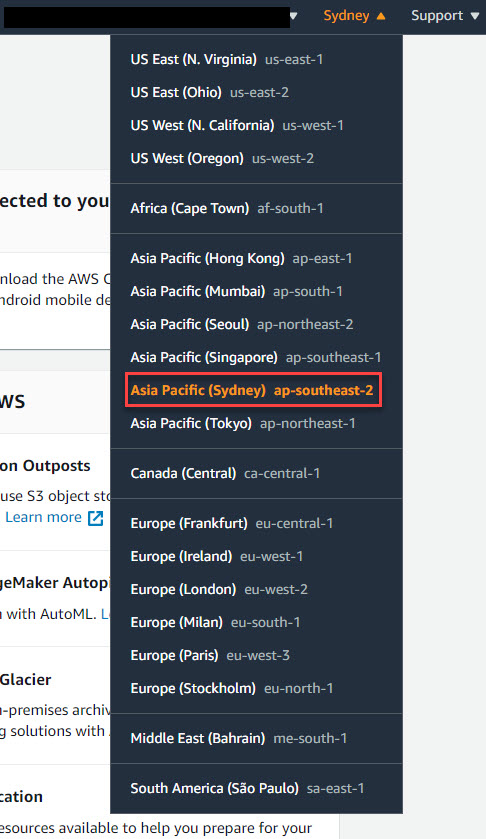 Sydney ▲ Support ▼
US East (N. Virginia) us-east-1
US East (Ohio) us-east-2
US West (N. California) us-west-1
US West (Oregon) us-west-2
Africa (Cape Town) af-south-1
Asia Pacific (Hong Kong) ap-east-1
Asia Pacific (Mumbai) ap-south-1
Asia Pacific (Seoul) ap-northeast-2
Asia Pacific (Singapore) ap-southeast-1
Asia Pacific (Sydney) ap-southeast-2
Asia Pacific (Tokyo) ap-northeast-1
Canada (Central) ca-central-1
Europe (Frankfurt) eu-central-1
Europe (Ireland) eu-west-1
Europe (London) eu-west-2
Europe (Milan) eu-south-1
Europe (Paris) eu-west-3
Europe (Stockholm) eu-north-1
Middle East (Bahrain) me-south-1
South America (São Paulo) sa-east-1
ected to you
nload the AWS C
ndroid mobile de
WS
on Outposts
use S3 object sto
Learn more
geMaker Autopi
n with AutoML. L
Glacier
n-premises archiv
g solutions with
cation
esources available to help you prepare for your